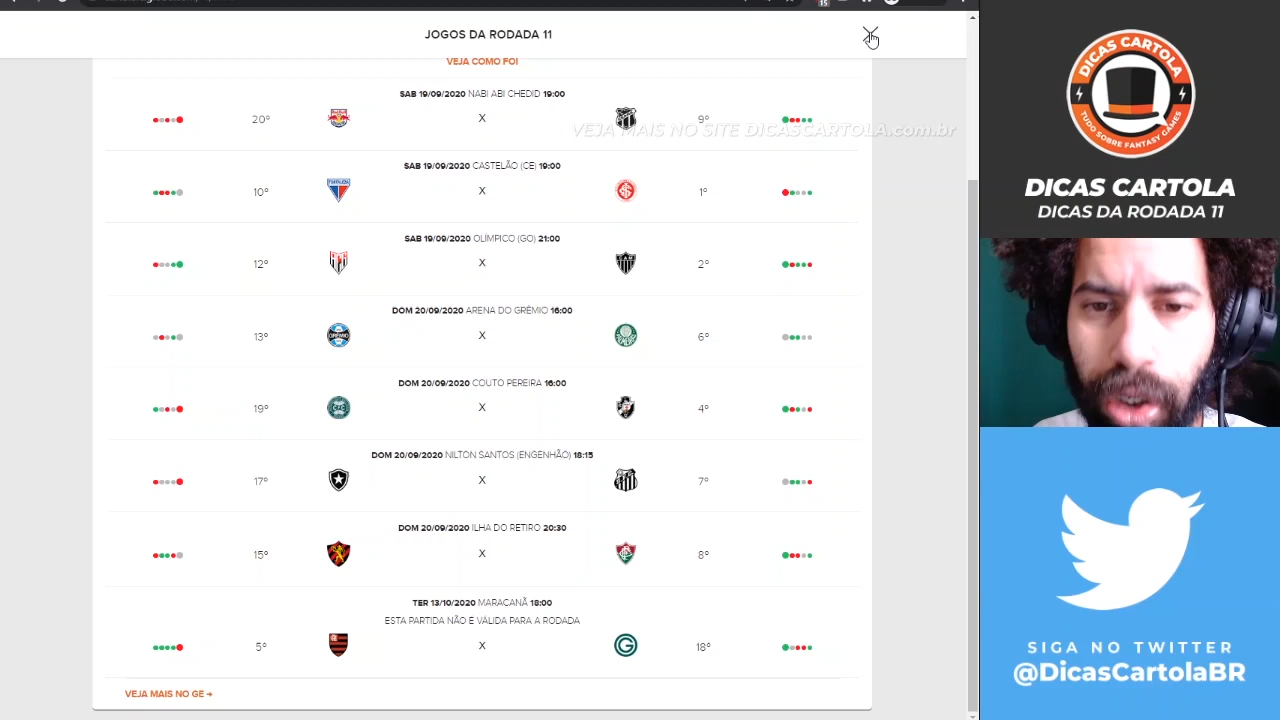 15
JOGOS DA RODADA 11
VEJA COMO FOI
SAB 19/09/2020 NABI ABI CHEDID 19:00
20º X 9º
VEJA MAIS NO SITE DICASCARTOLA.com.br
SAB 19/09/2020 CASTELÃO (CE) 19:00
10º X 1º
SAB 19/09/2020 OLÍMPICO (GO) 21:00
12º X 2º
DOM 20/09/2020 ARENA DO GRÊMIO 16:00
13º X 6º
DOM 20/09/2020 COUTO PEREIRA 16:00
19º X 4º
DOM 20/09/2020 NILTON SANTOS (ENGENHÃO) 18:15
17º X 7º
DOM 20/09/2020 ILHA DO RETIRO 20:30
15º X 8º
TER 13/10/2020 MARACANÃ 18:00
ESTA PARTIDA NÃO É VÁLIDA PARA A RODADA
5º X 18º
VEJA MAIS NO GE
DICAS CARTOLA
TUDO SOBRE FANTASY GAMES
DICAS CARTOLA
DICAS DA RODADA 11
SIGA NO TWITTER
@DicasCartolaBR